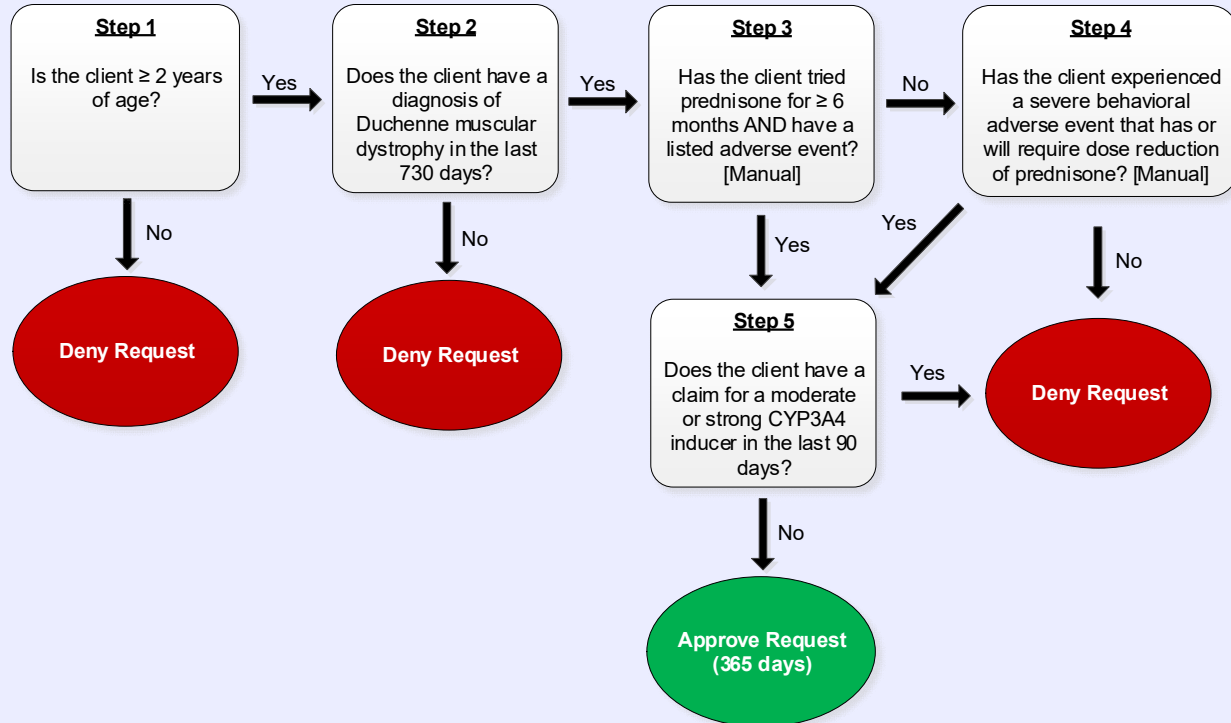 Step 1
Is the client ≥ 2 years
of age?
Yes
No
Deny Request
Step 2
Does the client have a
diagnosis of
Duchenne muscular
dystrophy in the last
730 days?
Yes
No
Deny Request
Step 3
Has the client tried
prednisone for ≥ 6
months AND have a
listed adverse event?
[Manual]
No
Yes
Step 4
Has the client experienced
a severe behavioral
adverse event that has or
will require dose reduction
of prednisone? [Manual]
Yes
No
Deny Request
Step 5
Does the client have a
claim for a moderate
or strong CYP3A4
inducer in the last 90
days?
Yes
No
Approve Request
(365 days)